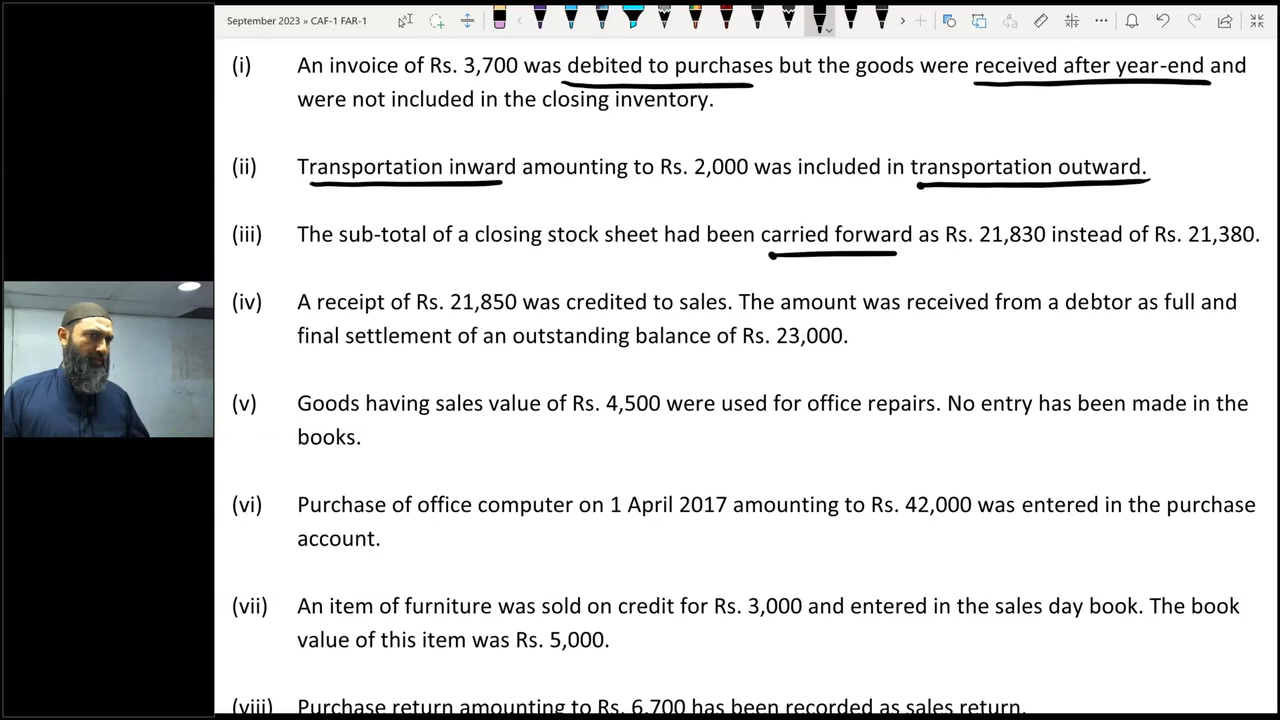 September 2023 » CAF-1 FAR-1
(i) An invoice of Rs. 3,700 was debited to purchases but the goods were received after year-end and
were not included in the closing inventory.
(ii) Transportation inward amounting to Rs. 2,000 was included in transportation outward.
(iii) The sub-total of a closing stock sheet had been carried forward as Rs. 21,830 instead of Rs. 21,380.
(iv) A receipt of Rs. 21,850 was credited to sales. The amount was received from a debtor as full and
final settlement of an outstanding balance of Rs. 23,000.
(v) Goods having sales value of Rs. 4,500 were used for office repairs. No entry has been made in the
books.
(vi) Purchase of office computer on 1 April 2017 amounting to Rs. 42,000 was entered in the purchase
account.
(vii) An item of furniture was sold on credit for Rs. 3,000 and entered in the sales day book. The book
value of this item was Rs. 5,000.
(viii) Purchase return amounting to Rs. 6,700 has been recorded as sales return.